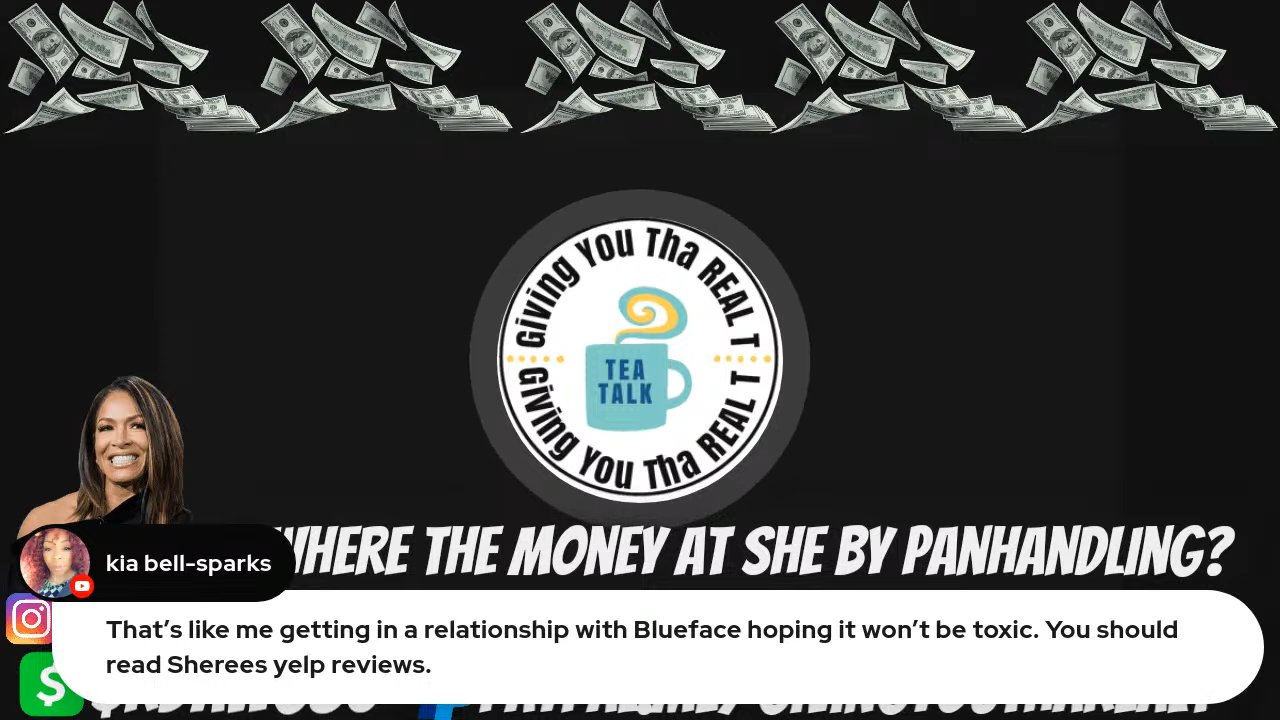 Giving You Tha REAL T
TEA
TALK
Giving You Tha REAL T
WHERE THE MONEY AT SHE BY PANHANDLING?
kia bell-sparks
That’s like me getting in a relationship with Blueface hoping it won’t be toxic. You should
read Sherees yelp reviews.